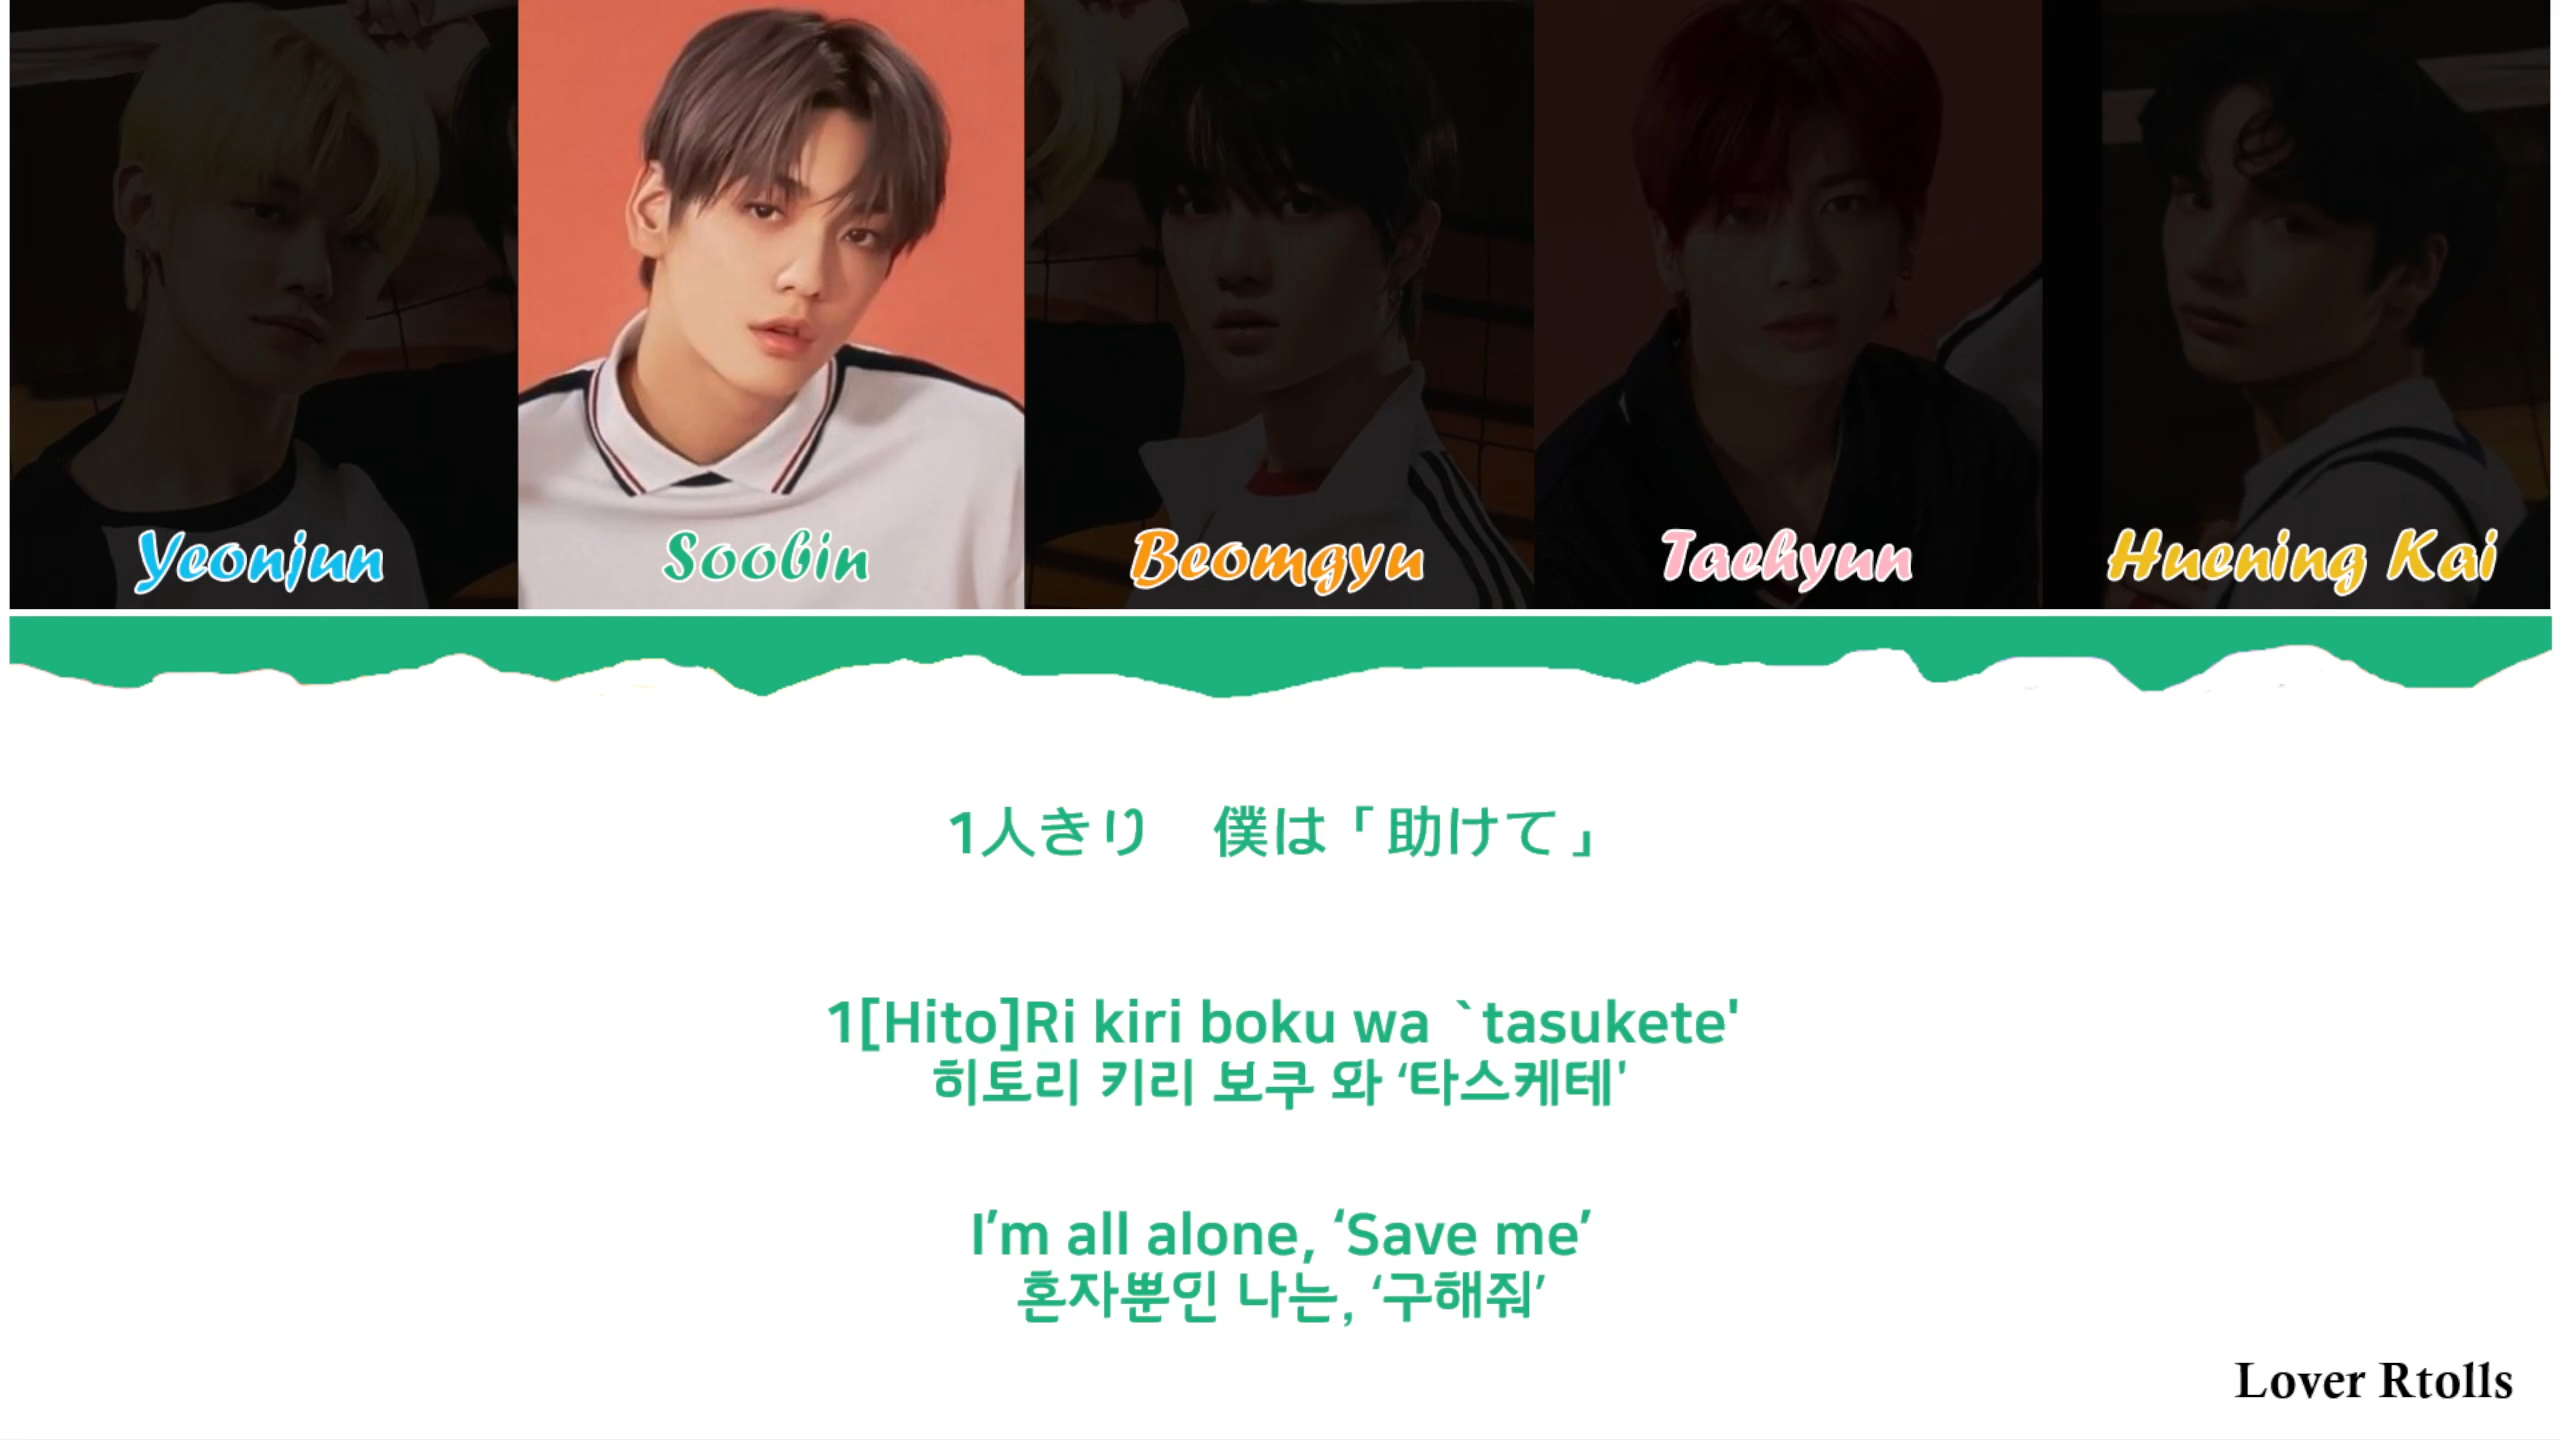 Yeonjun
Soobin
Beomgyu
Taehyun
Huening Kai
1人きり　僕は「助けて」
1[Hito]Ri kiri boku wa `tasukete'
히토리 키리 보쿠 와 ‘타스케테’
I’m all alone, ‘Save me’
혼자뿐인 나는, ‘구해줘’
Lover Rtolls